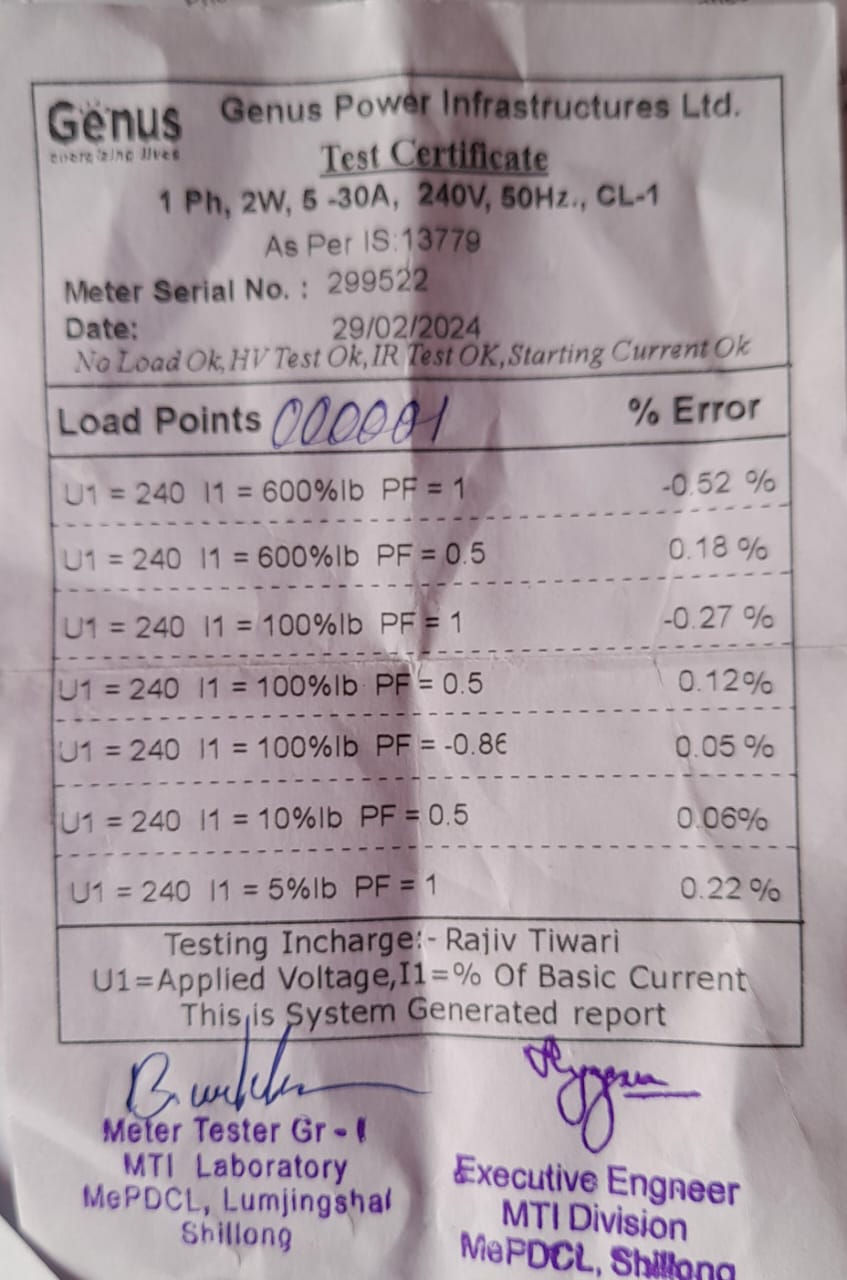 Genus
energizing lives
Genus Power Infrastructures Ltd.
Test Certificate
1 Ph, 2W, 5 -30A, 240V, 50Hz., CL-1
As Per IS:13779
Meter Serial No. : 299522
Date: 29/02/2024
No Load Ok, HV Test Ok, IR Test OK, Starting Current Ok
Load Points 000001 % Error
U1 = 240 I1 = 600%Ib PF = 1 -0.52 %
U1 = 240 I1 = 600%Ib PF = 0.5 0.18 %
U1 = 240 I1 = 100%Ib PF = 1 -0.27 %
U1 = 240 I1 = 100%Ib PF = 0.5 0.12%
U1 = 240 I1 = 100%Ib PF = -0.86 0.05 %
U1 = 240 I1 = 10%Ib PF = 0.5 0.06%
U1 = 240 I1 = 5%Ib PF = 1 0.22 %
Testing Incharge:- Rajiv Tiwari
U1=Applied Voltage,I1=% Of Basic Current
This is System Generated report
Meter Tester Gr - I
MTI Laboratory
MePDCL, Lumjingshai
Shillong
Executive Engneer
MTI Division
MePDCL, Shillong